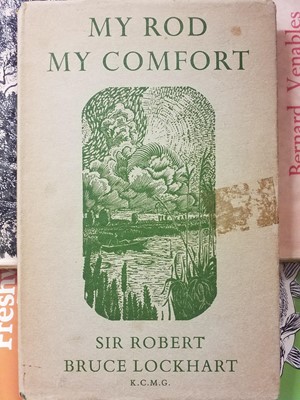 MY ROD
MY COMFORT
SIR ROBERT
BRUCE LOCKHART
K.C.M.G.
Bernard Venables
Fresh